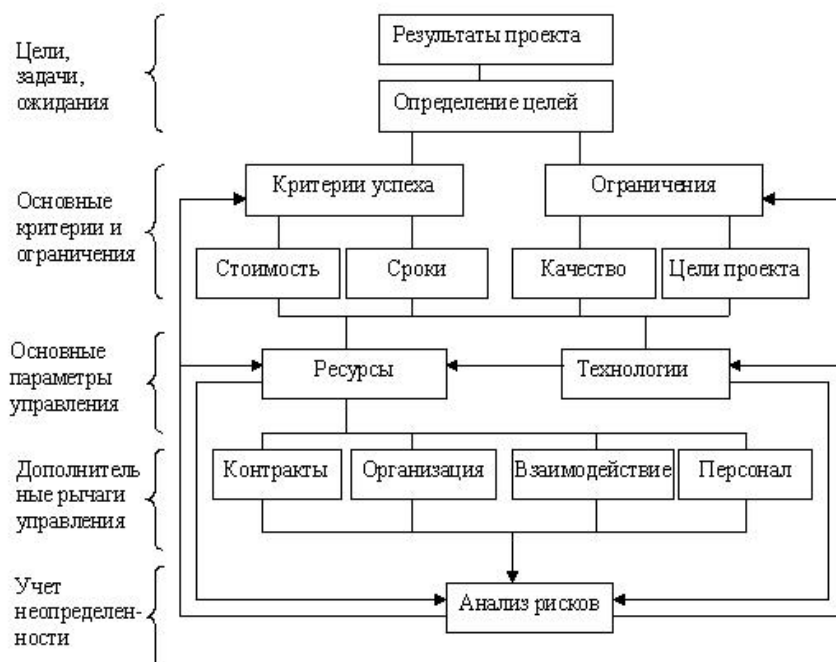 Цели,
задачи,
ожидания
Результаты проекта
Определение целей
Основные
критерии и
ограничения
Критерии успеха
Ограничения
Стоимость
Сроки
Качество
Цели проекта
Основные
параметры
управления
Ресурсы
Технологии
Дополнитель
ные рычаги
управления
Контракты
Организация
Взаимодействие
Персонал
Учет
неопределен-
ности
Анализ рисков